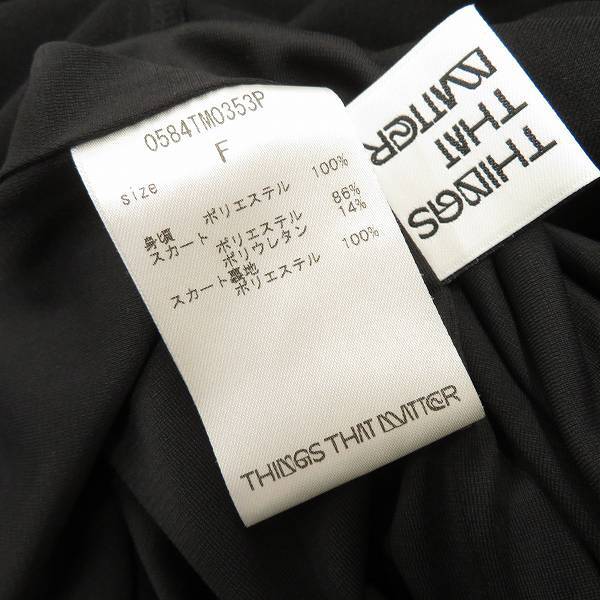 0584TM0353P
size F
身頃 ポリエステル 100%
スカート ポリエステル 86%
ポリウレタン 14%
スカート裏地
ポリエステル 100%
THINGS THAT MATTER
THINGS
THAT
MATTER